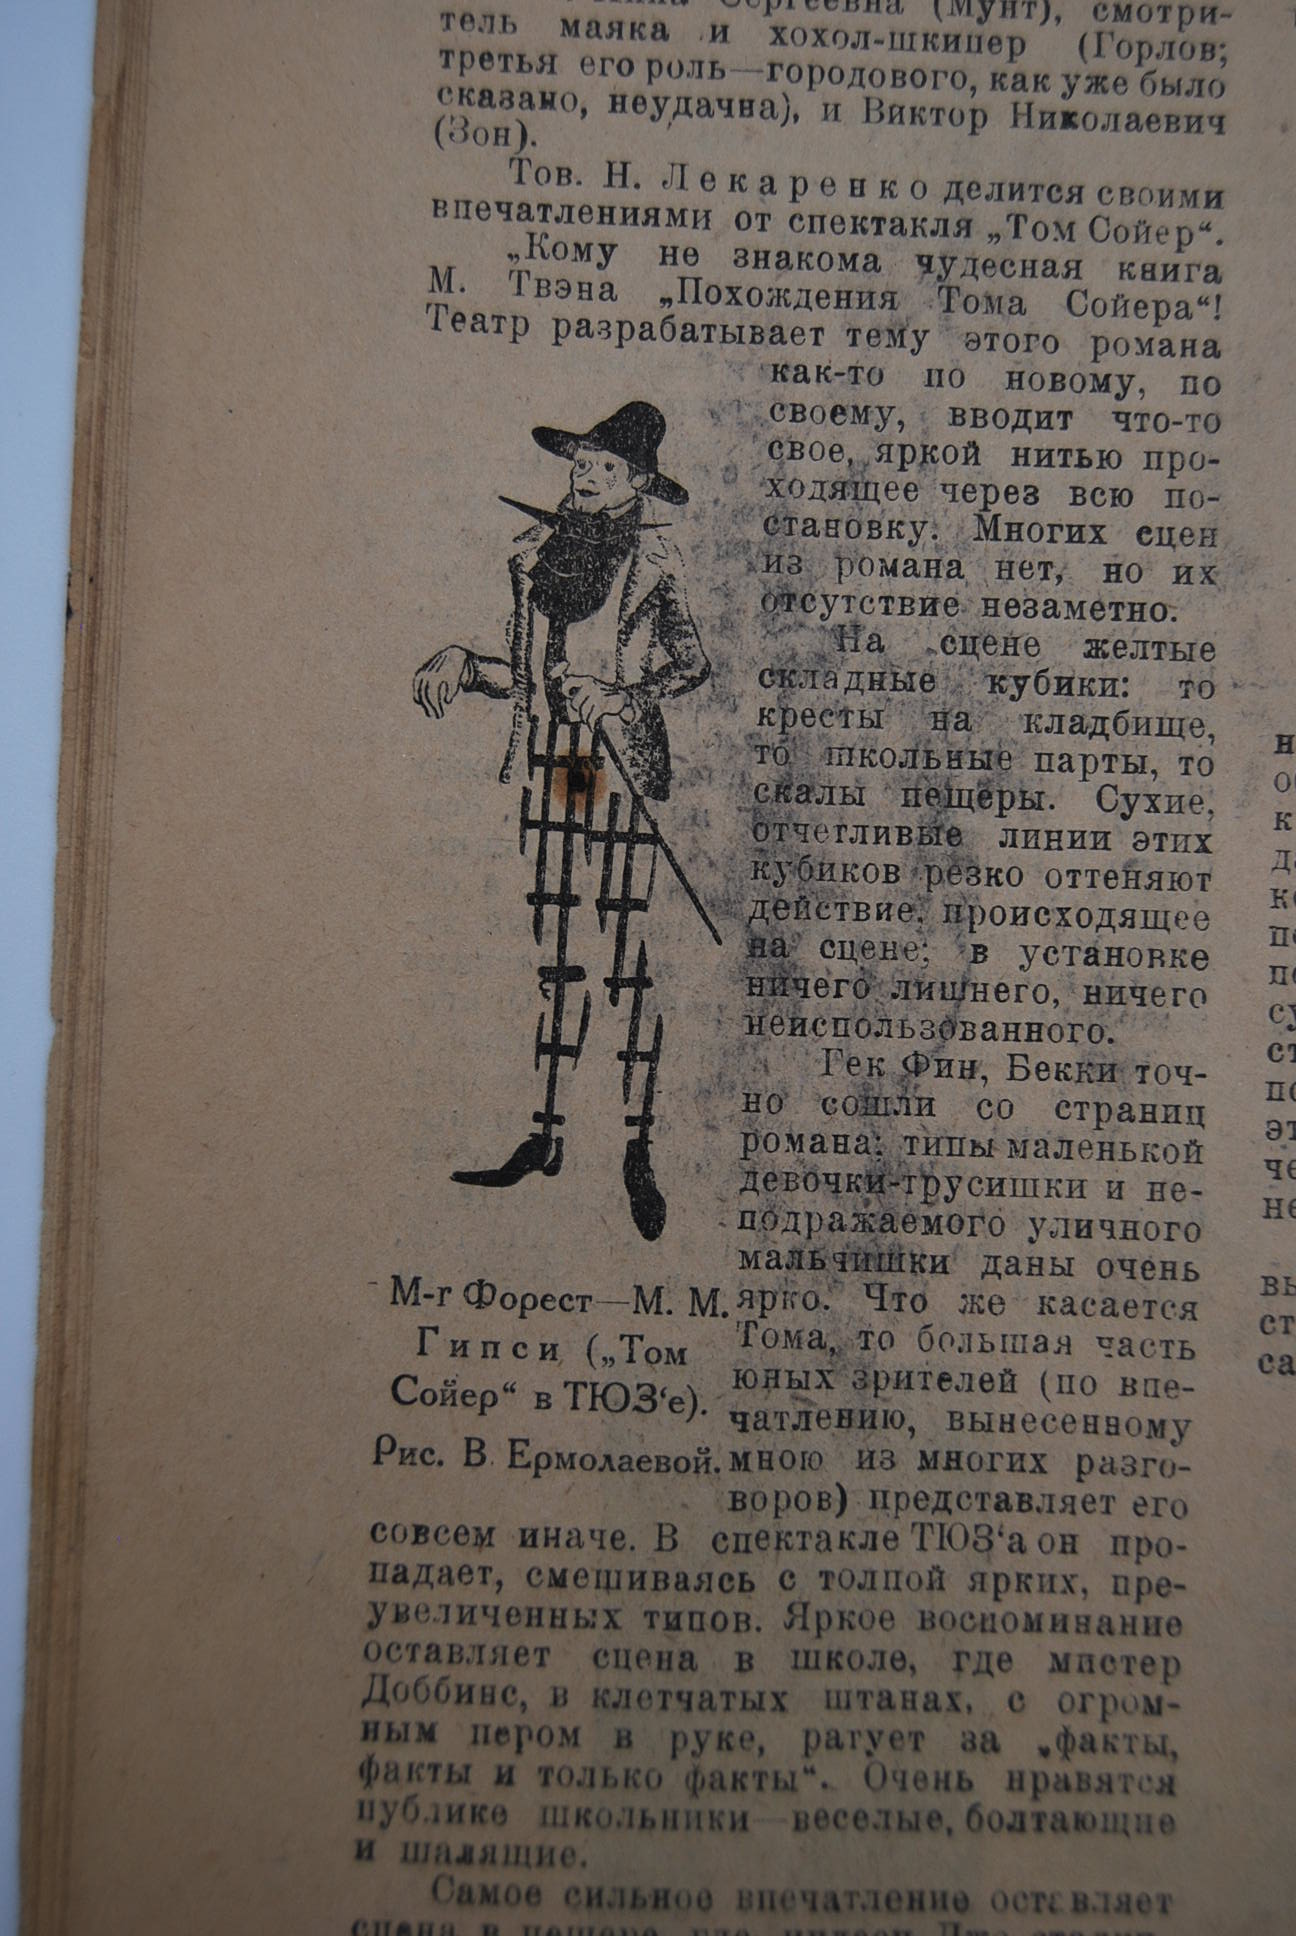 Сергеевна (Мунт), смотри-
тель маяка и хохол-шкипер (Горлов;
третья его роль—городового, как уже было
сказано, неудачна), и Виктор Николаевич
(Зон).
Тов. Н. Лекаренко делится своими
впечатлениями от спектакля „Том Сойер“.
„Кому не знакома чудесная книга
М. Твэна „Похождения Тома Сойера“!
Театр разрабатывает тему этого романа
как-то по новому, по
своему, вводит что-то
свое, яркой нитью про-
ходящее через всю по-
становку. Многих сцен
из романа нет, но их
отсутствие незаметно.
На сцене желтые
складные кубики: то
кресты на кладбище,
то школьные парты, то
скалы пещеры. Сухие,
отчетливые линии этих
кубиков резко оттеняют
действие, происходящее
на сцене; в установке
ничего лишнего, ничего
неиспользованного.
Гек Фин, Бекки точ-
но сошли со страниц
романа: типы маленькой
девочки-трусишки и не-
подражаемого уличного
мальчишки даны очень
ярко. Что же касается
Тома, то большая часть
юных зрителей (по впе-
чатлению, вынесенному
мною из многих разго-
воров) представляет его
совсем иначе. В спектакле ТЮЗ‘а он про-
падает, смешиваясь с толпой ярких, пре-
увеличенных типов. Яркое воспоминание
оставляет сцена в школе, где мистер
Доббинс, в клетчатых штанах, с огром-
ным пером в руке, ратует за „факты,
факты и только факты“. Очень нравятся
публике школьники—веселые, болтающие
и шалящие.
Самое сильное впечатление оставляет
сцена в пещере, где индеец Джо
М-г Форест—М. М.
Гипси („Том
Сойер“ в ТЮЗ‘е).
Рис. В. Ермолаевой.